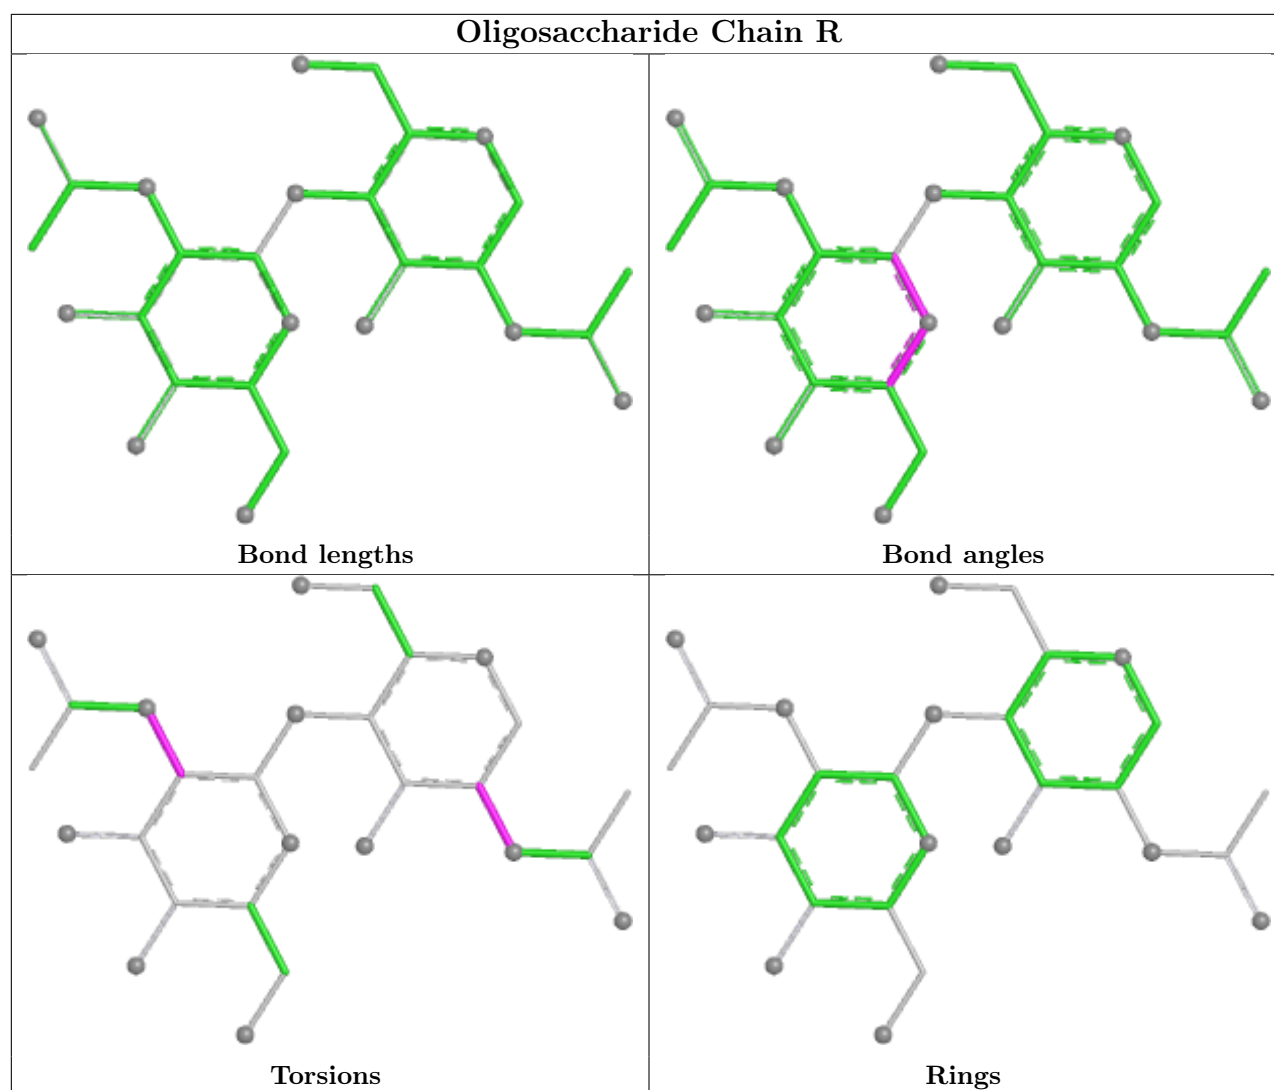 Oligosaccharide Chain R
Bond lengths
Bond angles
Torsions
Rings